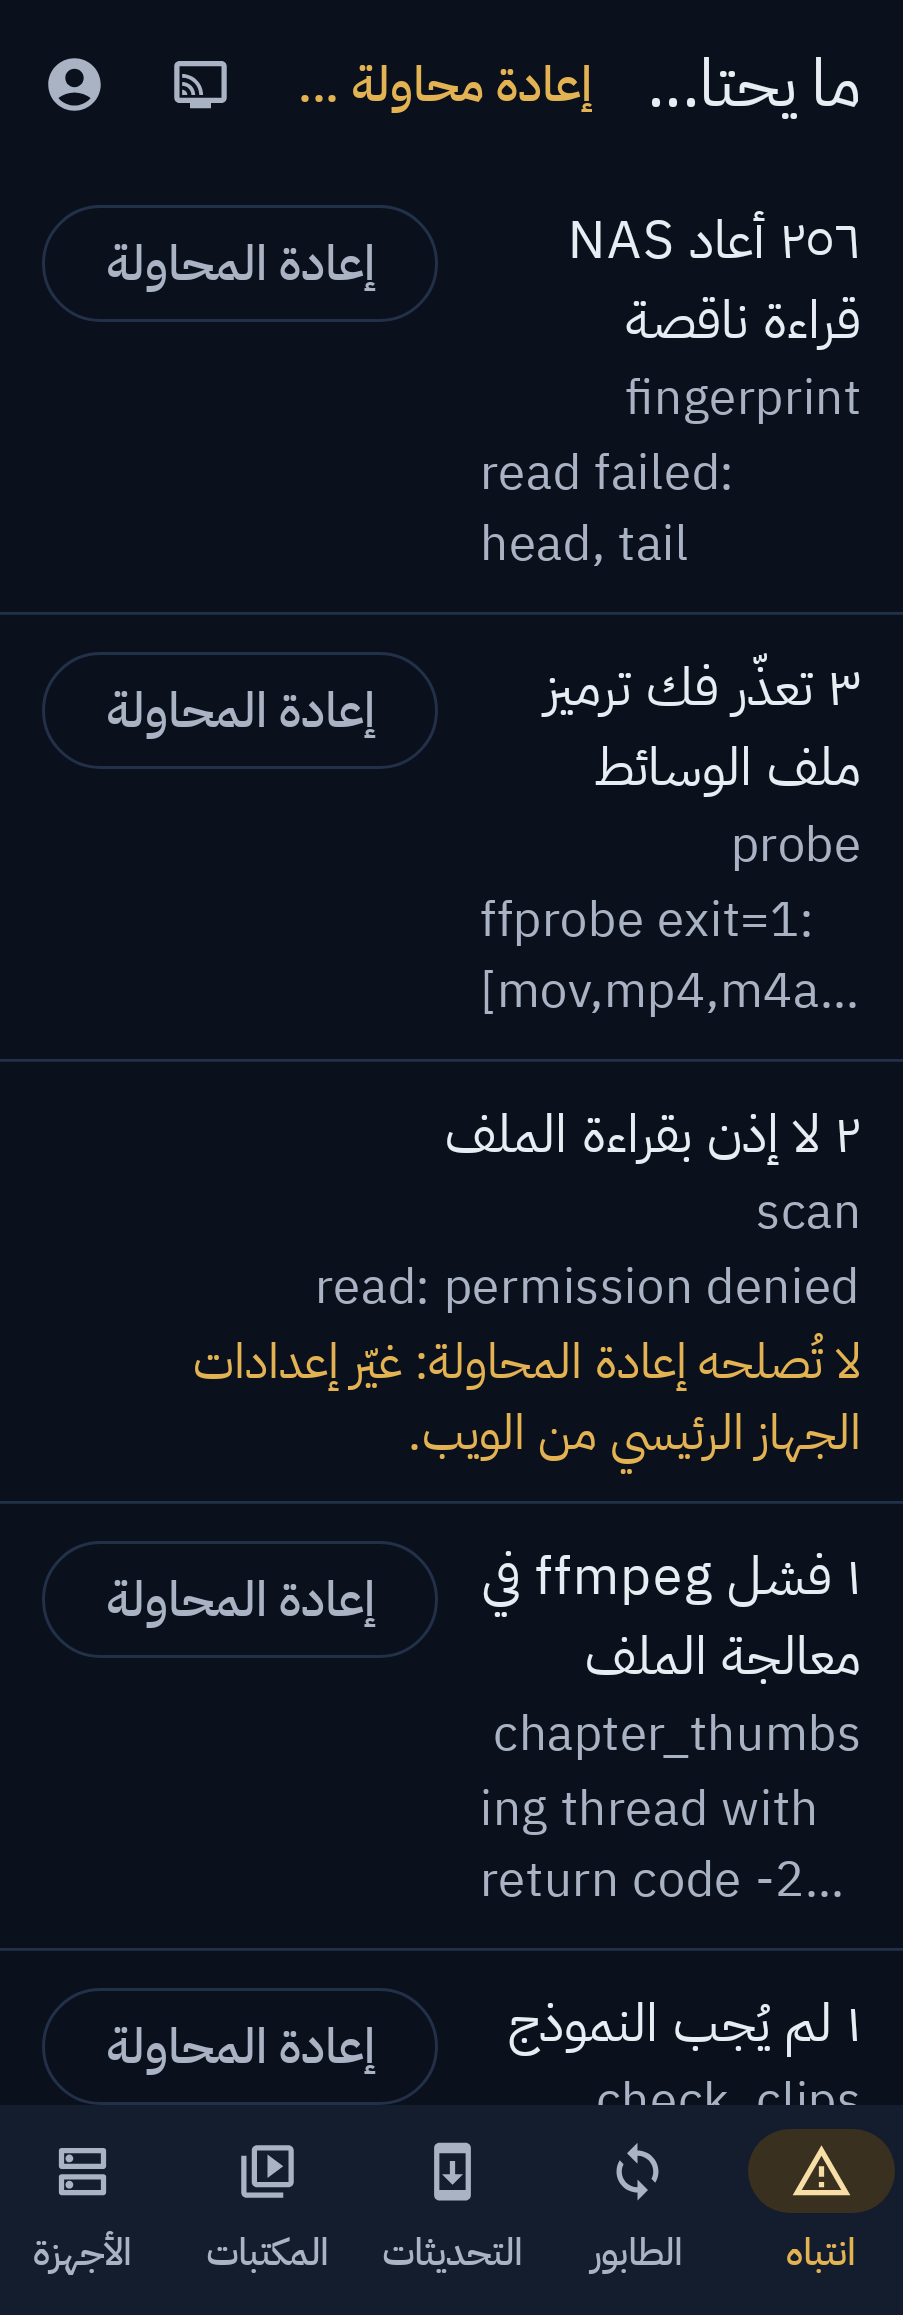 ما يحتا...
إعادة محاولة ...
٢٥٦ أعاد NAS
قراءة ناقصة
fingerprint
read failed:
head, tail
إعادة المحاولة
٣ تعذّر فك ترميز
ملف الوسائط
probe
ffprobe exit=1:
[mov,mp4,m4a...
إعادة المحاولة
٢ لا إذن بقراءة الملف
scan
read: permission denied
لا تُصلحه إعادة المحاولة: غيّر إعدادات
الجهاز الرئيسي من الويب.
١ فشل ffmpeg في
معالجة الملف
chapter_thumbs
ing thread with
return code -2...
إعادة المحاولة
١ لم يُجب النموذج
check_clips
إعادة المحاولة
انتباه
الطابور
التحديثات
المكتبات
الأجهزة